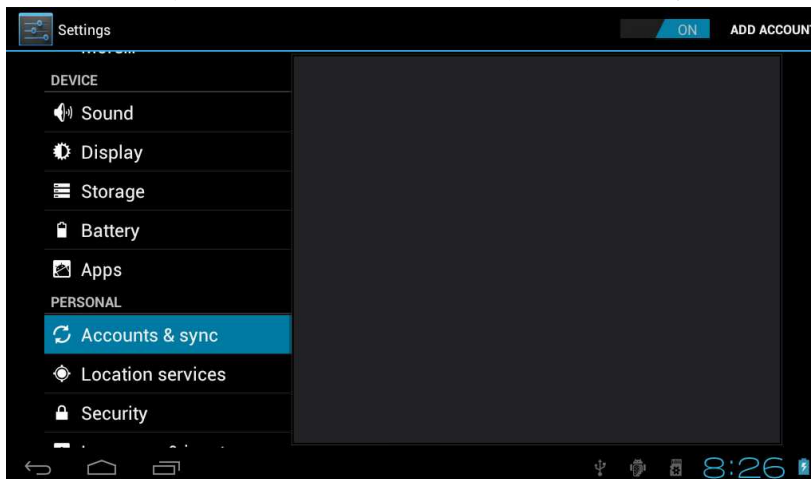 Settings
ON
ADD ACCOUN
DEVICE
Sound
Display
Storage
Battery
Apps
PERSONAL
Accounts & sync
Location services
Security
8:26